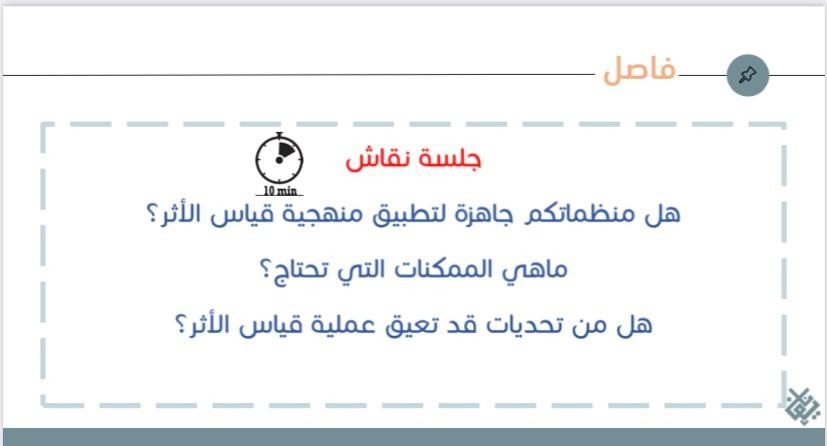 فاصل
جلسة نقاش
10 min
هل منظماتكم جاهزة لتطبيق منهجية قياس الأثر؟
ماهي الممكنات التي تحتاج؟
هل من تحديات قد تعيق عملية قياس الأثر؟